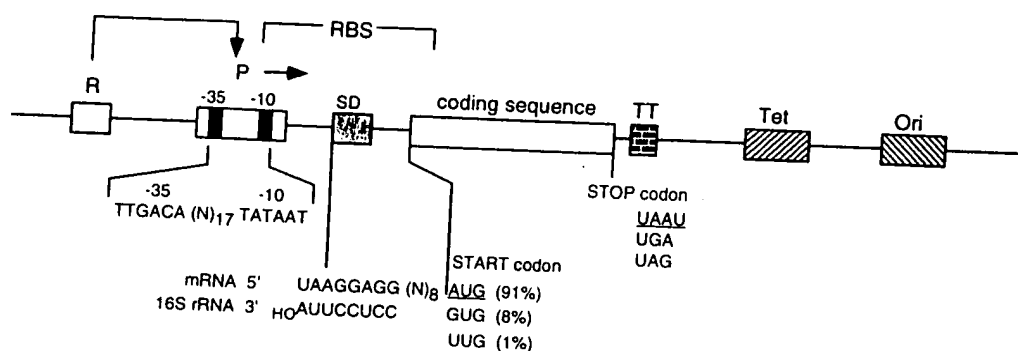 RBS
R
P
-35 -10
SD
coding sequence
TT
Tet
Ori
-35 -10
TTGACA (N)17 TATAAT
STOP codon
UAAU
UGA
UAG
START codon
mRNA 5' UAAGGAGG (N)8 AUG (91%)
16S rRNA 3' HOAUUCCUCC GUG (8%)
UUG (1%)